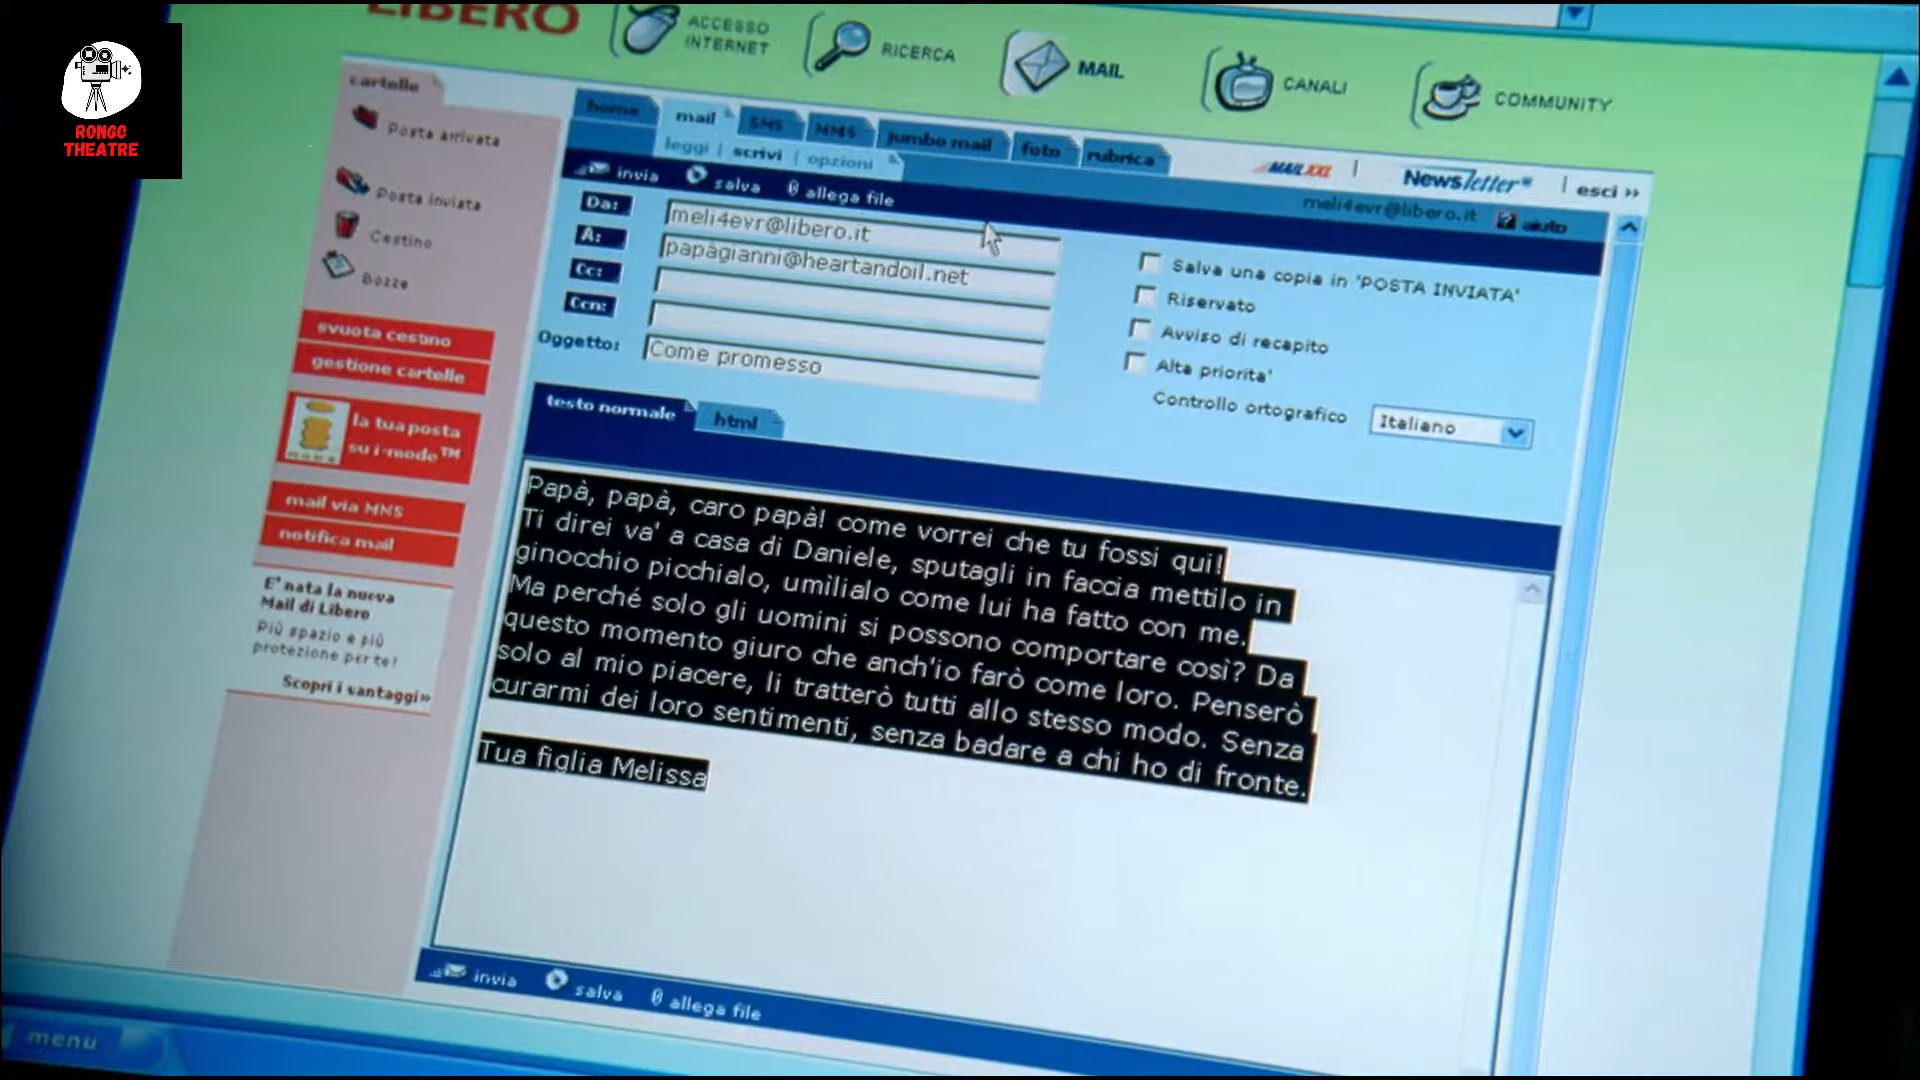 LIBERO
ACCESSO
INTERNET
RICERCA
MAIL
CANALI
COMMUNITY
RONGO
THEATRE
cartelle
Posta arrivata
Posta inviata
Cestino
Bozze
svuota cestino
gestione cartelle
la tua posta
su i-mode™
mail via MMS
notifica mail
E' nata la nuova
Mail di Libero
Più spazio e più
protezione per te!
Scopri i vantaggi»
home mail SMS MMS jumbo mail foto rubrica
MAIL XXL | Newsletter | esci »
leggi | scrivi | opzioni
invia salva allega file
meli4evr@libero.it ? aiuto
Da: meli4evr@libero.it
A: papàgianni@heartandoil.net
Cc:
Ccn:
Oggetto: Come promesso
Salva una copia in 'POSTA INVIATA'
Riservato
Avviso di recapito
Alta priorita'
Controllo ortografico Italiano
testo normale html
Papà, papà, caro papà! come vorrei che tu fossi qui!
Ti direi va' a casa di Daniele, sputagli in faccia mettilo in
ginocchio picchialo, umìlialo come lui ha fatto con me.
Ma perché solo gli uomini si possono comportare così? Da
questo momento giuro che anch'io farò come loro. Penserò
solo al mio piacere, li tratterò tutti allo stesso modo. Senza
curarmi dei loro sentimenti, senza badare a chi ho di fronte.
Tua figlia Melissa
invia salva allega file
menu